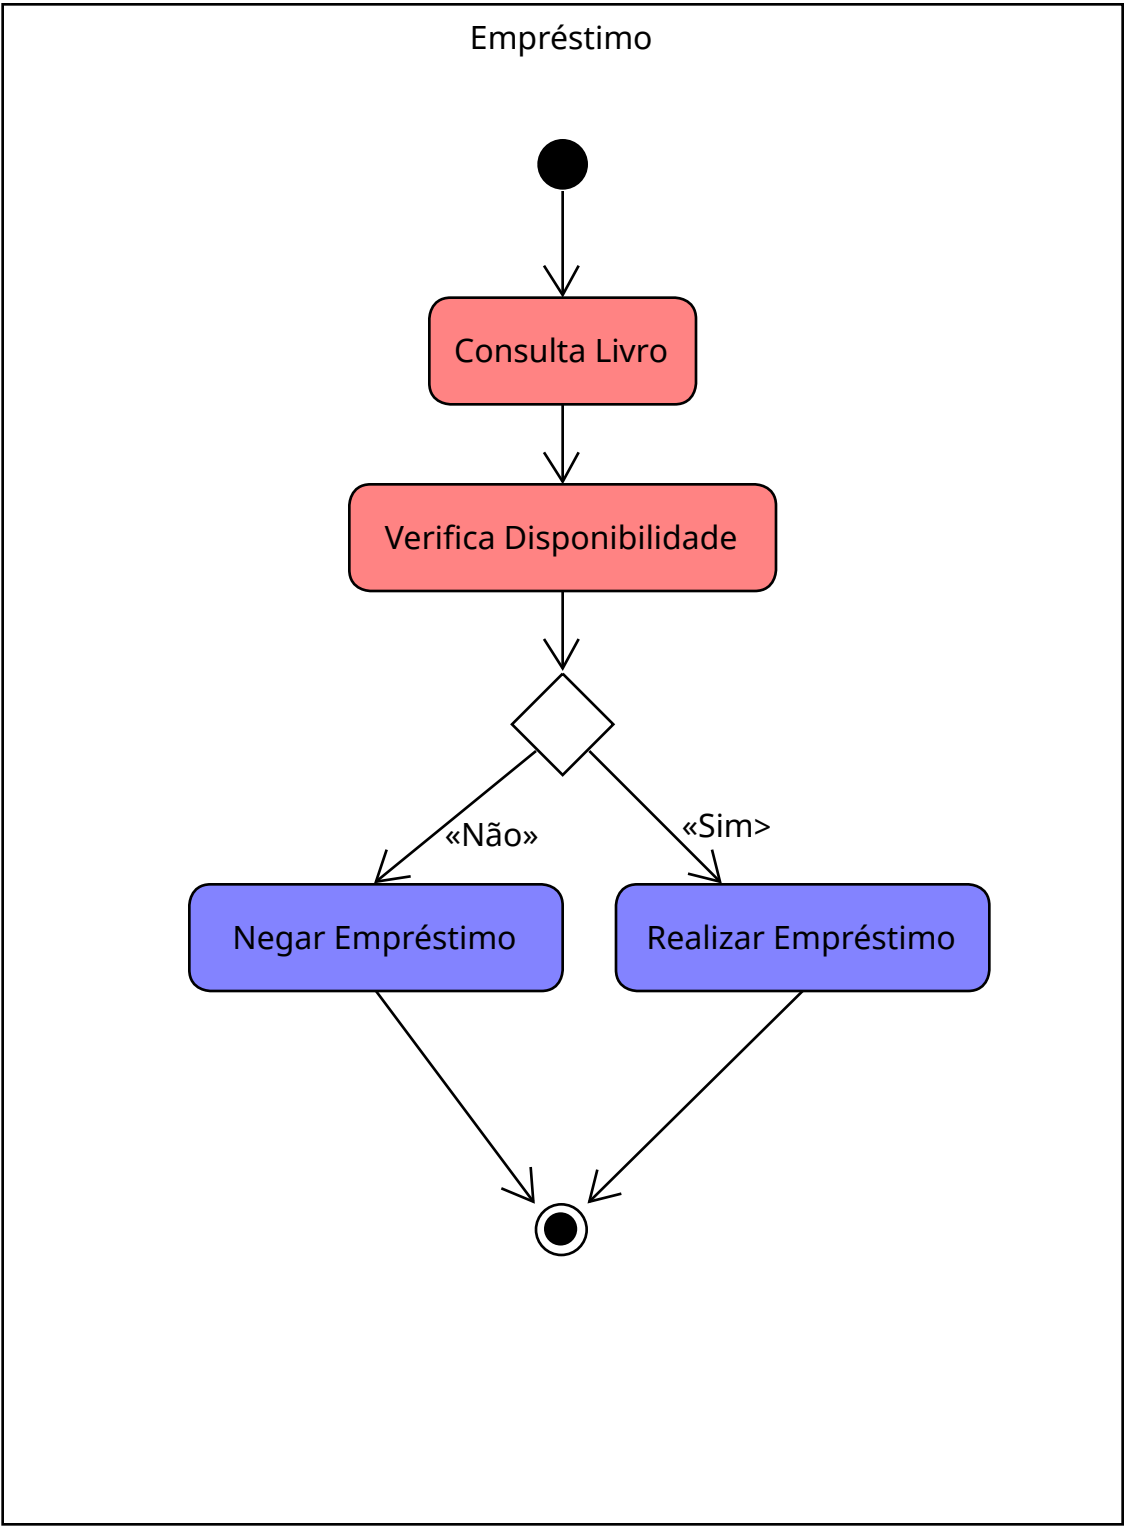 Empréstimo
Consulta Livro
Verifica Disponibilidade
«Não»
«Sim>
Negar Empréstimo
Realizar Empréstimo